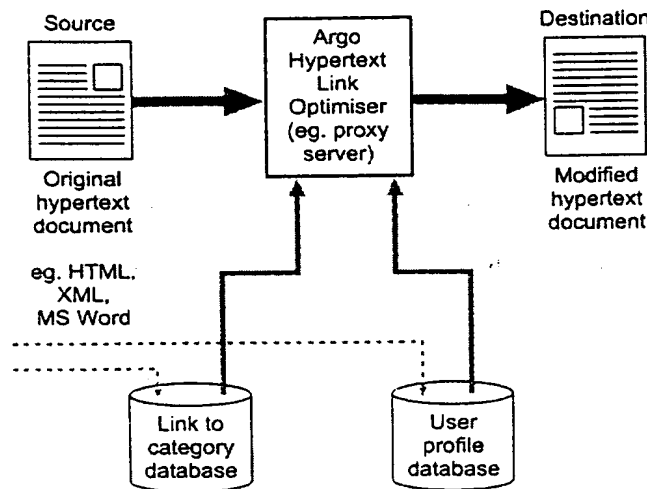 Source
Original
hypertext
document
eg. HTML,
XML,
MS Word
Argo
Hypertext
Link
Optimiser
(eg. proxy
server)
Destination
Modified
hypertext
document
Link to
category
database
User
profile
database